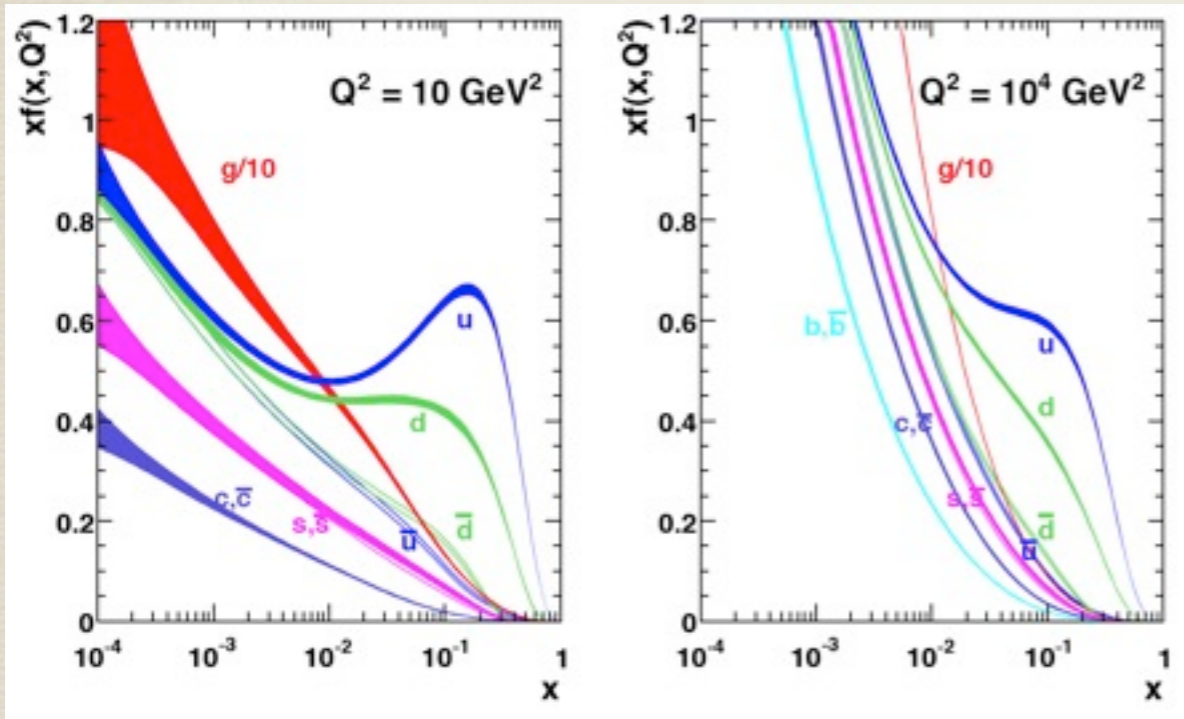 xf(x,Q²)
1.2
1
0.8
0.6
0.4
0.2
0
Q² = 10 GeV²
g/10
u
d
c,c̅
s,s̅
u̅
d̅
10⁻⁴ 10⁻³ 10⁻² 10⁻¹ 1
x
xf(x,Q²)
1.2
1
0.8
0.6
0.4
0.2
0
Q² = 10⁴ GeV²
g/10
b,b̅
u
c,c̅
d
s,s̅
d̅
u̅
10⁻⁴ 10⁻³ 10⁻² 10⁻¹ 1
x